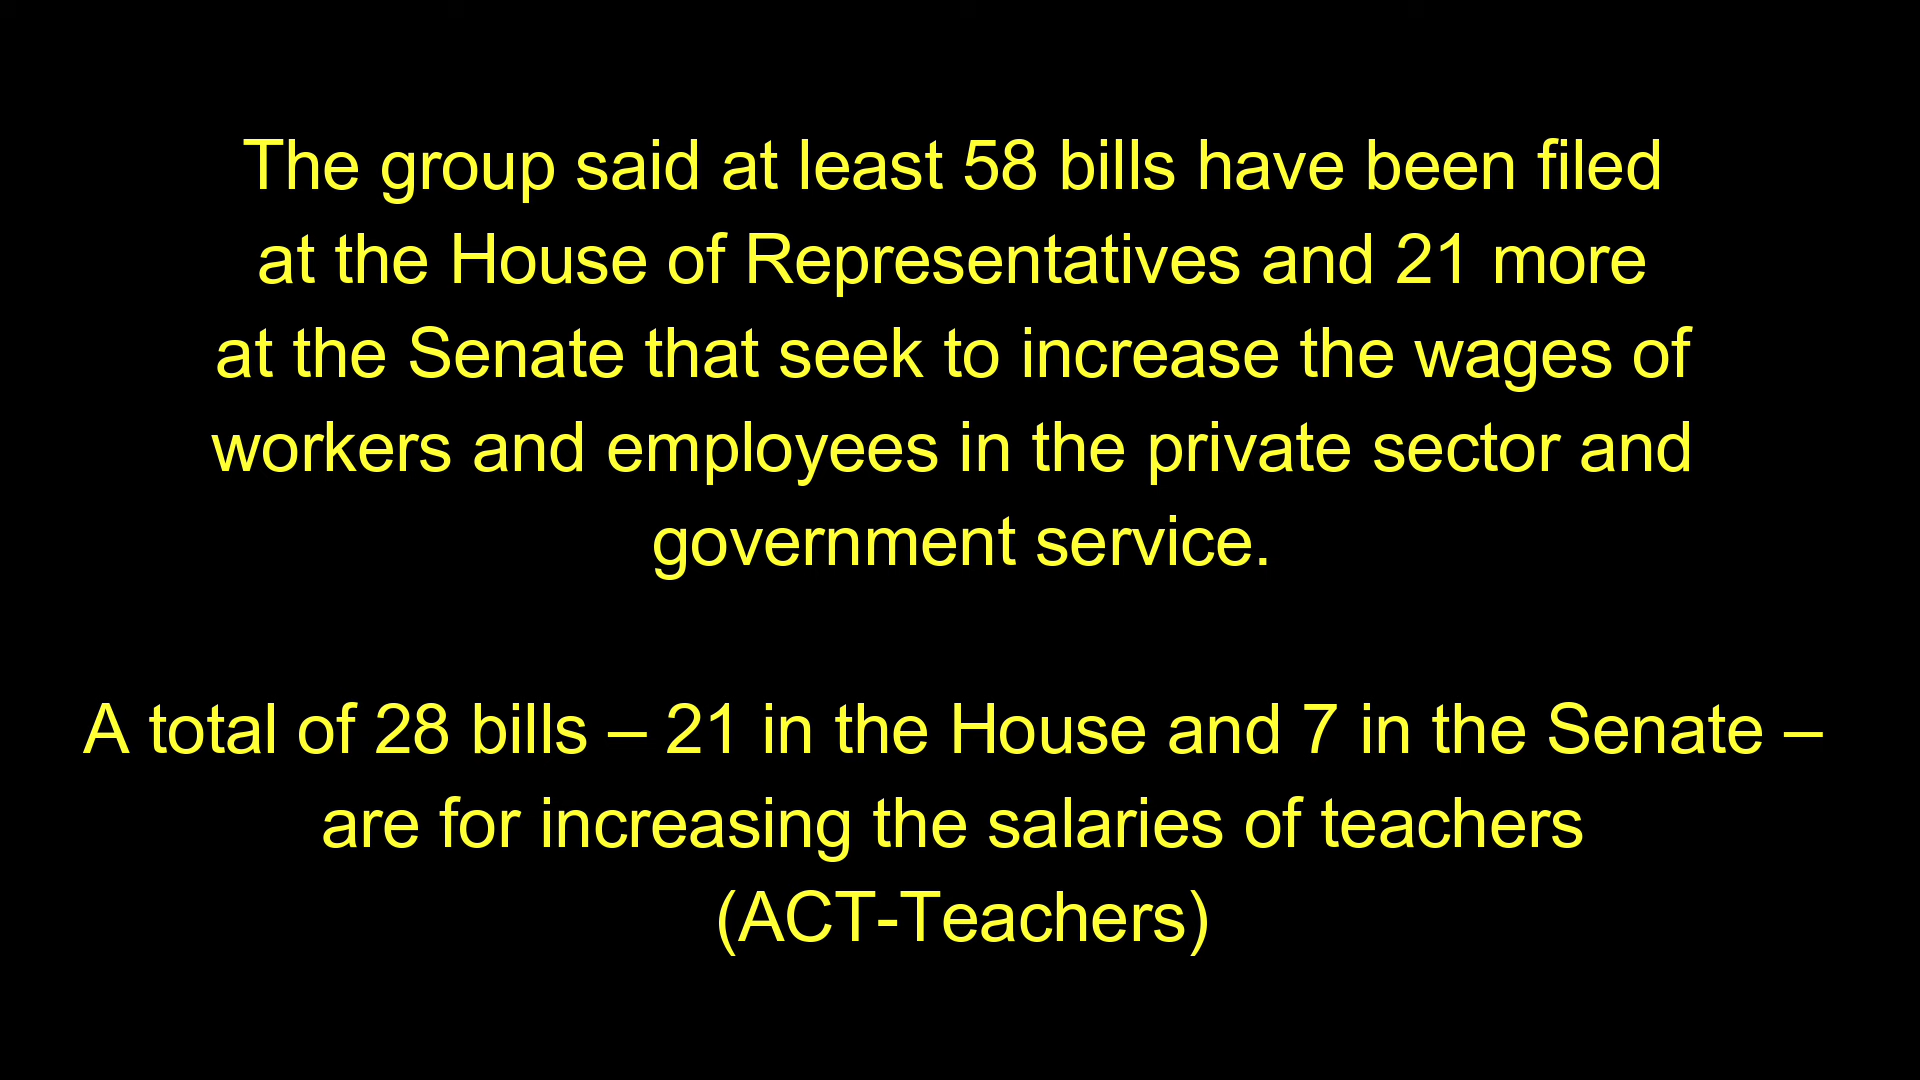 The group said at least 58 bills have been filed
at the House of Representatives and 21 more
at the Senate that seek to increase the wages of
workers and employees in the private sector and
government service.
A total of 28 bills – 21 in the House and 7 in the Senate –
are for increasing the salaries of teachers
(ACT-Teachers)